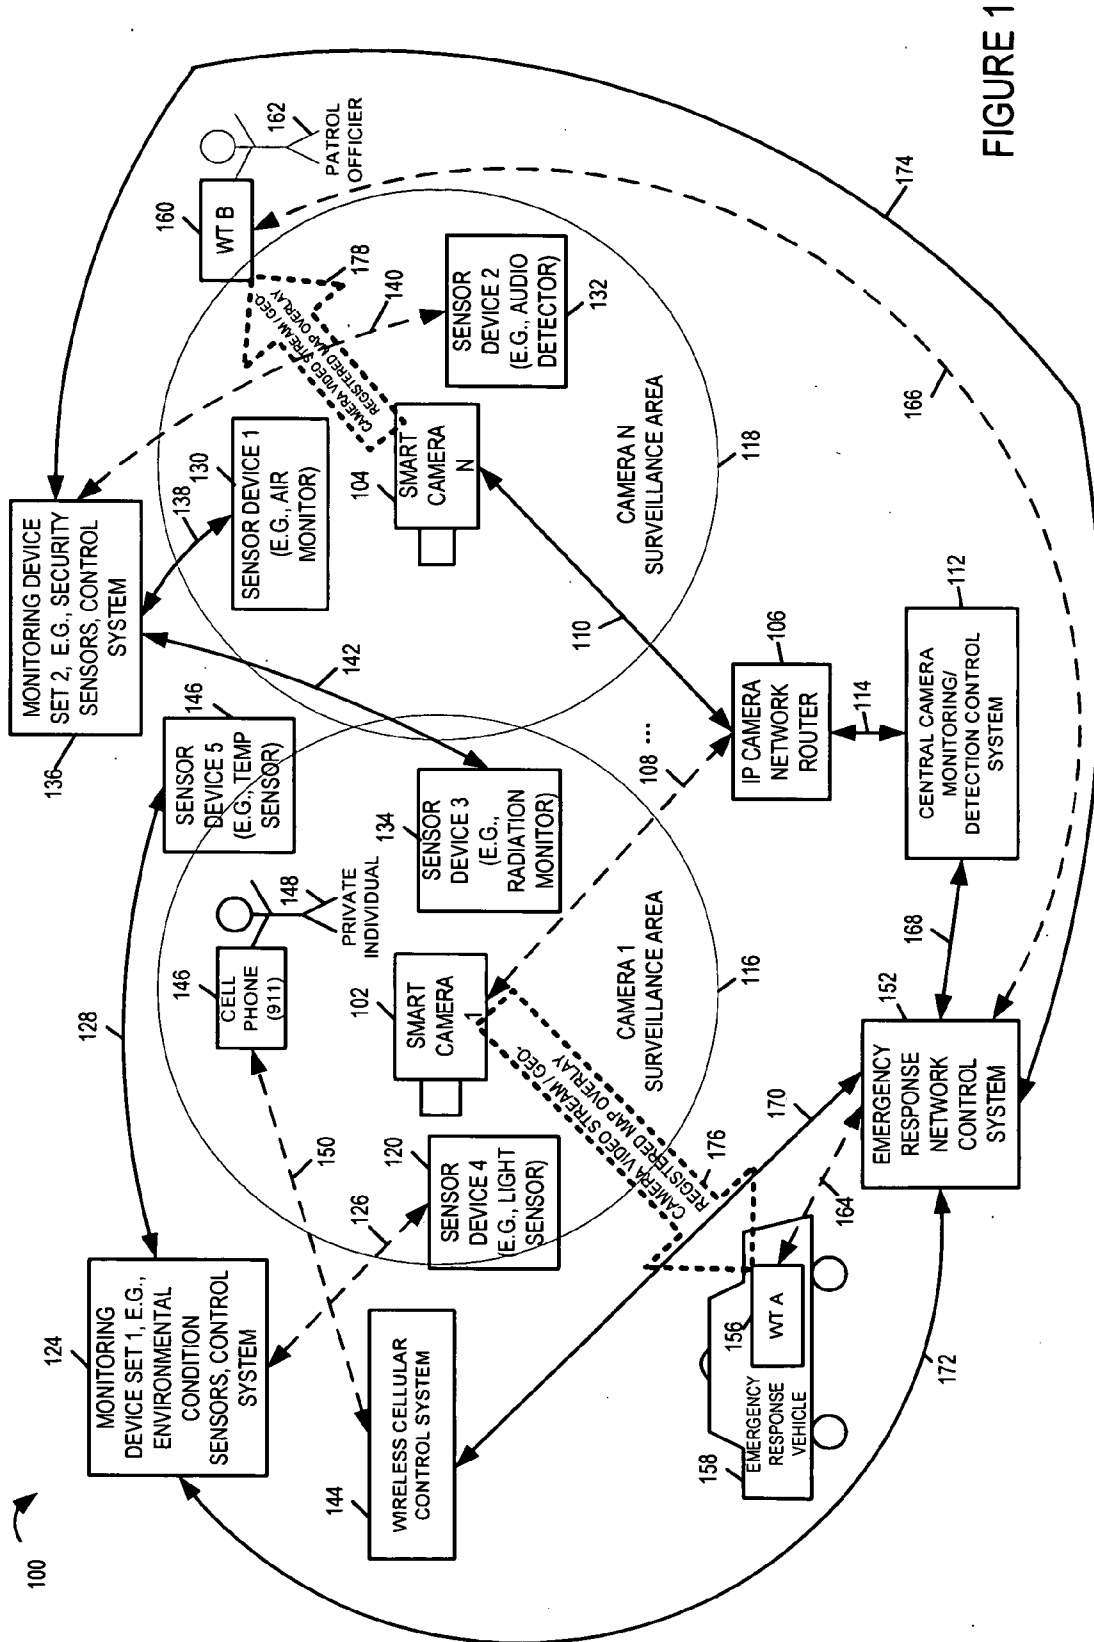 100
124
MONITORING
DEVICE SET 1, E.G.,
ENVIRONMENTAL
CONDITION
SENSORS, CONTROL
SYSTEM
128
SENSOR
DEVICE 5
(E.G., TEMP
SENSOR)
146
136
MONITORING DEVICE
SET 2, E.G., SECURITY
SENSORS, CONTROL
SYSTEM
138
142
130
SENSOR DEVICE 1
(E.G., AIR
MONITOR)
160
WT B
162
PATROL
OFFICIER
178
140
CAMERA VIDEO STREAM / GEO.
REGISTERED MAP OVERLAY
146
CELL
PHONE
(911)
148
PRIVATE
INDIVIDUAL
150
126
120
SENSOR
DEVICE 4
(E.G., LIGHT
SENSOR)
102
SMART
CAMERA
1
134
SENSOR
DEVICE 3
(E.G.,
RADIATION
MONITOR)
104
SMART
CAMERA
N
SENSOR
DEVICE 2
(E.G., AUDIO
DETECTOR)
132
144
WIRELESS CELLULAR
CONTROL SYSTEM
CAMERA VIDEO STREAM / GEO.
REGISTERED MAP OVERLAY
176
CAMERA 1
SURVEILLANCE AREA
116
108 ...
110
CAMERA N
SURVEILLANCE AREA
118
158
EMERGENCY
RESPONSE
VEHICLE
156
WT A
164
170
172
152
EMERGENCY
RESPONSE
NETWORK
CONTROL
SYSTEM
168
IP CAMERA
NETWORK
ROUTER
106
114
CENTRAL CAMERA
MONITORING/
DETECTION CONTROL
SYSTEM
112
166
174
FIGURE 1